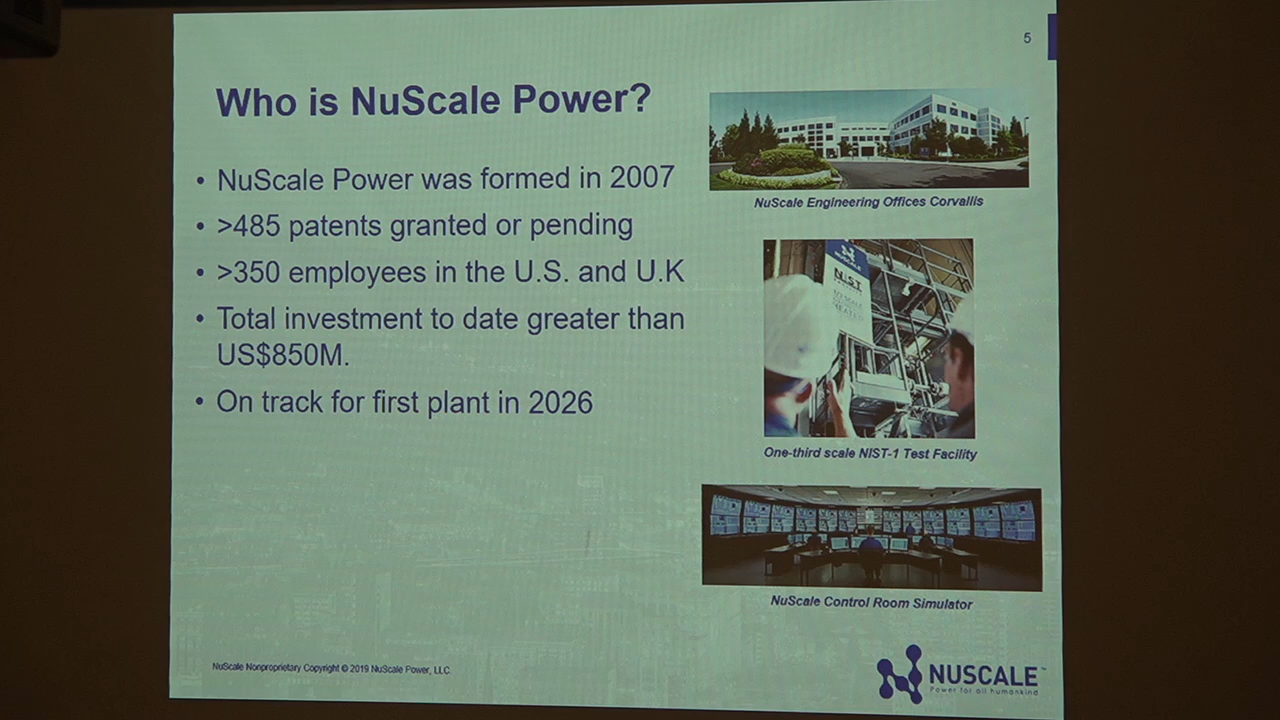 5
Who is NuScale Power?
• NuScale Power was formed in 2007
• >485 patents granted or pending
• >350 employees in the U.S. and U.K
• Total investment to date greater than
US$850M.
• On track for first plant in 2026
NuScale Engineering Offices Corvallis
NUSCALE
One-third scale NIST-1 Test Facility
NuScale Control Room Simulator
NuScale Nonproprietary Copyright © 2019 NuScale Power, LLC.
NUSCALE™
Power for all humankind